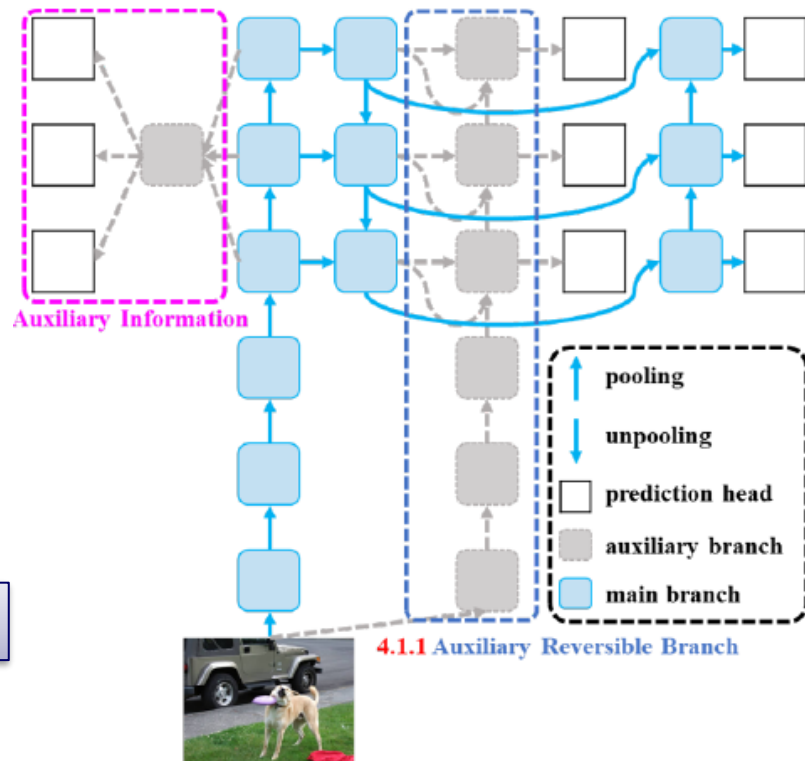 Auxiliary Information
pooling
unpooling
prediction head
auxiliary branch
main branch
4.1.1 Auxiliary Reversible Branch